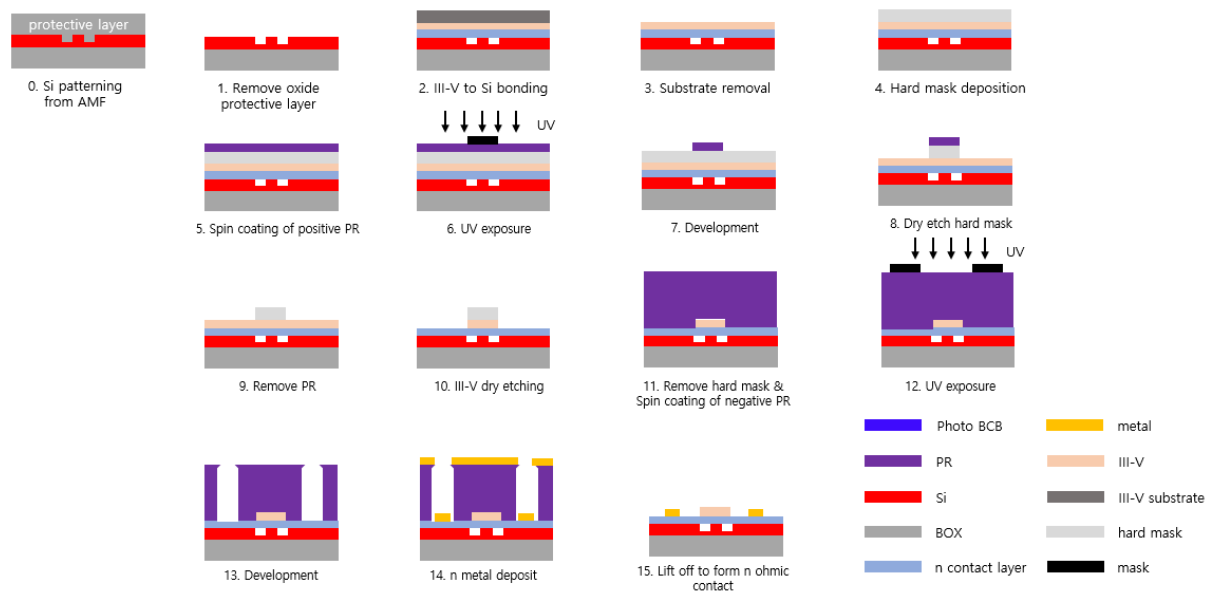 protective layer
0. Si patterning
from AMF
1. Remove oxide
protective layer
2. III-V to Si bonding
3. Substrate removal
4. Hard mask deposition
5. Spin coating of positive PR
UV
6. UV exposure
7. Development
8. Dry etch hard mask
9. Remove PR
10. III-V dry etching
11. Remove hard mask &
Spin coating of negative PR
UV
12. UV exposure
13. Development
14. n metal deposit
15. Lift off to form n ohmic
contact
Photo BCB
PR
Si
BOX
n contact layer
metal
III-V
III-V substrate
hard mask
mask